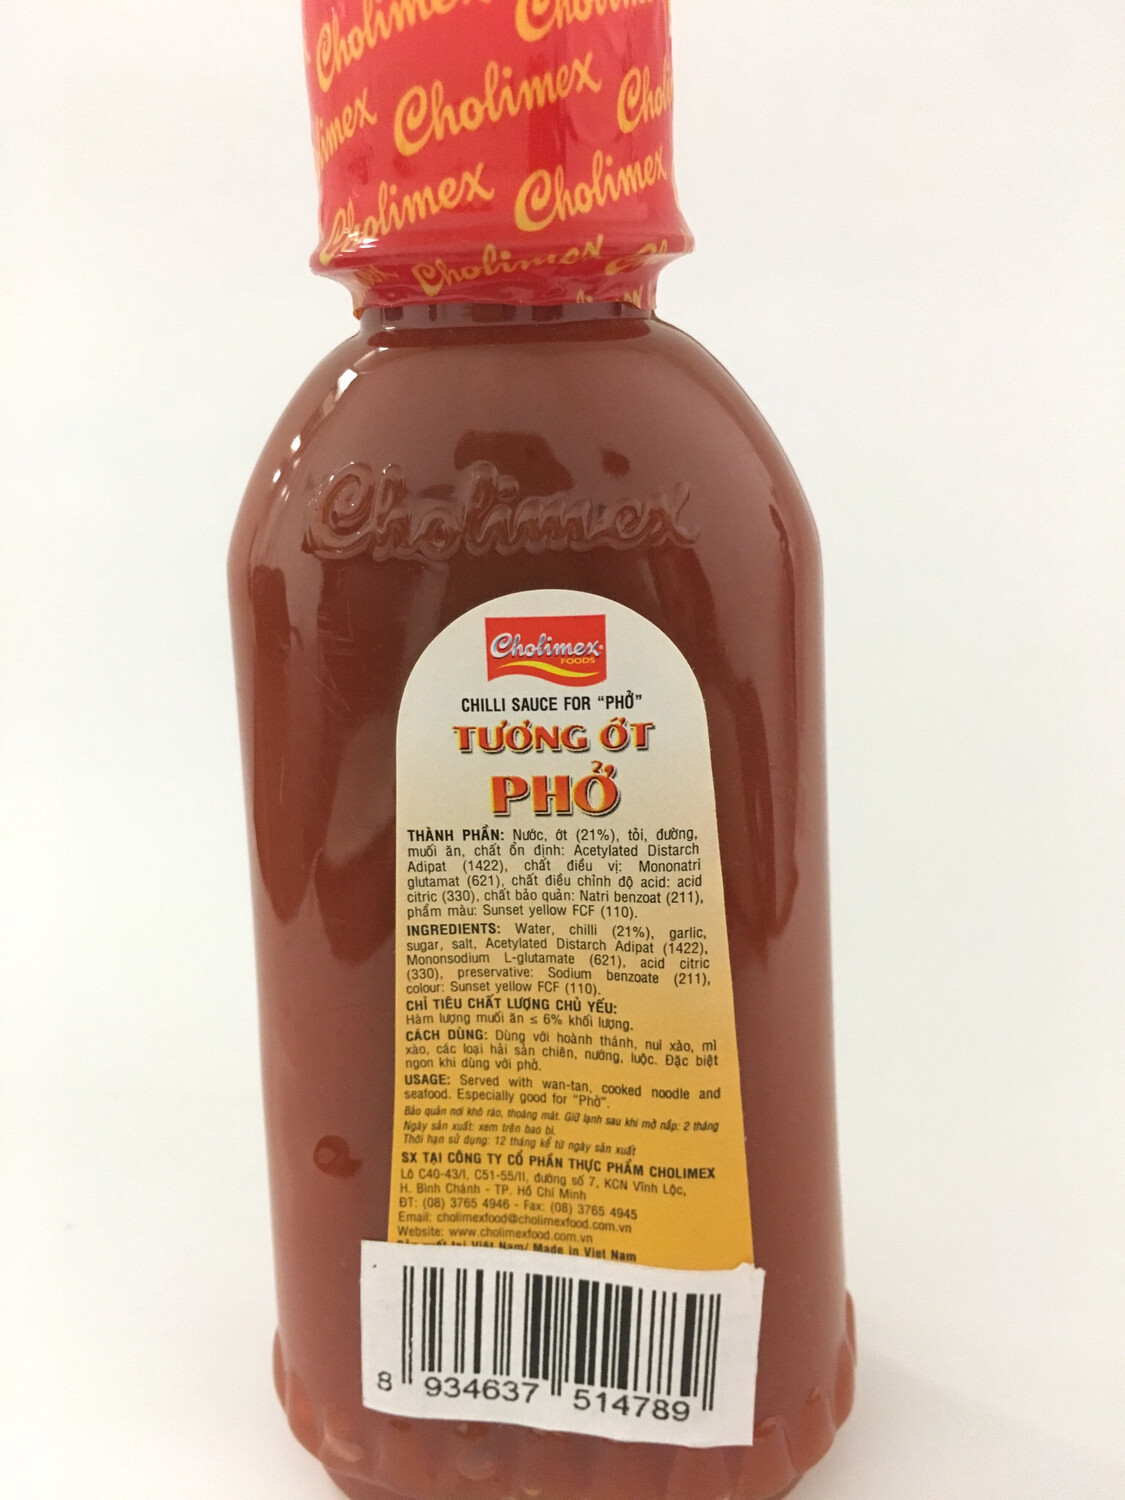 Cholimex
Cholimex
Cholimex
Cholimex
Cholimex
Cholimex
Cholimex
Cholimex
FOODS
CHILLI SAUCE FOR "PHỞ"
TƯƠNG ỚT
PHỞ
THÀNH PHẦN: Nước, ớt (21%), tỏi, đường,
muối ăn, chất ổn định: Acetylated Distarch
Adipat (1422), chất điều vị: Mononatri
glutamat (621), chất điều chỉnh độ acid: acid
citric (330), chất bảo quản: Natri benzoat (211),
phẩm màu: Sunset yellow FCF (110).
INGREDIENTS: Water, chilli (21%), garlic,
sugar, salt, Acetylated Distarch Adipat (1422),
Mononsodium L-glutamate (621), acid citric
(330), preservative: Sodium benzoate (211),
colour: Sunset yellow FCF (110).
CHỈ TIÊU CHẤT LƯỢNG CHỦ YẾU:
Hàm lượng muối ăn ≤ 6% khối lượng.
CÁCH DÙNG: Dùng với hoành thánh, nui xào, mì
xào, các loại hải sản chiên, nướng, luộc. Đặc biệt
ngon khi dùng với phở.
USAGE: Served with wan-tan, cooked noodle and
seafood. Especially good for "Phở".
Bảo quản nơi khô ráo, thoáng mát. Giữ lạnh sau khi mở nắp: 2 tháng
Ngày sản xuất: xem trên bao bì.
Thời hạn sử dụng: 12 tháng kể từ ngày sản xuất
SX TẠI CÔNG TY CỔ PHẦN THỰC PHẨM CHOLIMEX
Lô C40-43/I, C51-55/II, đường số 7, KCN Vĩnh Lộc,
H. Bình Chánh - TP. Hồ Chí Minh
ĐT: (08) 3765 4946 - Fax: (08) 3765 4945
Email: cholimexfood@cholimexfood.com.vn
Website: www.cholimexfood.com.vn
Sản xuất tại Việt Nam/ Made in Viet Nam
8 934637 514789